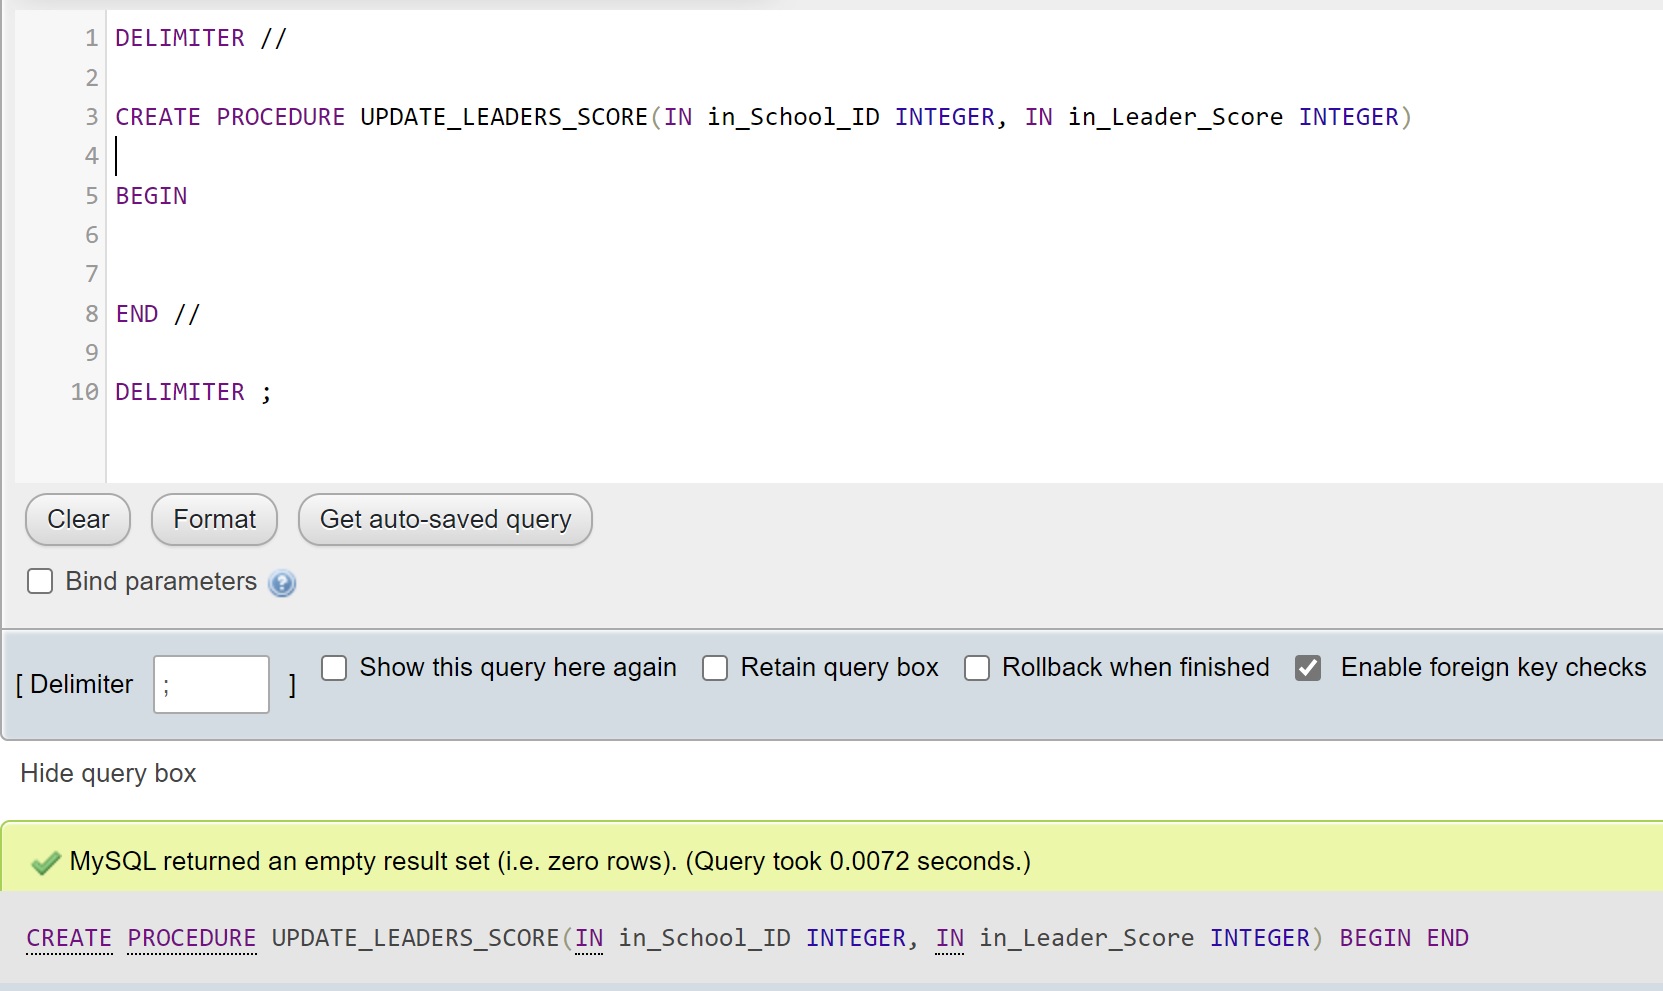 1 DELIMITER //
2
3 CREATE PROCEDURE UPDATE_LEADERS_SCORE(IN in_School_ID INTEGER, IN in_Leader_Score INTEGER)
4
5 BEGIN
6
7
8 END //
9
10 DELIMITER ;
Clear Format Get auto-saved query
Bind parameters ?
[ Delimiter ; ] Show this query here again Retain query box Rollback when finished Enable foreign key checks
Hide query box
MySQL returned an empty result set (i.e. zero rows). (Query took 0.0072 seconds.)
CREATE PROCEDURE UPDATE_LEADERS_SCORE(IN in_School_ID INTEGER, IN in_Leader_Score INTEGER) BEGIN END